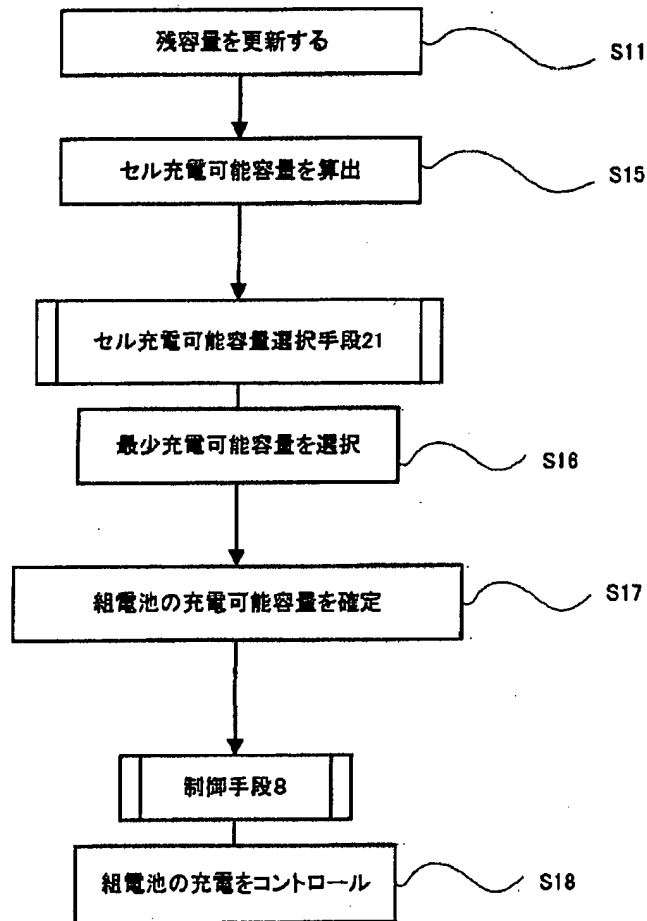 残容量を更新する
S11
セル充電可能容量を算出
S15
セル充電可能容量選択手段21
最少充電可能容量を選択
S16
組電池の充電可能容量を確定
S17
制御手段8
組電池の充電をコントロール
S18